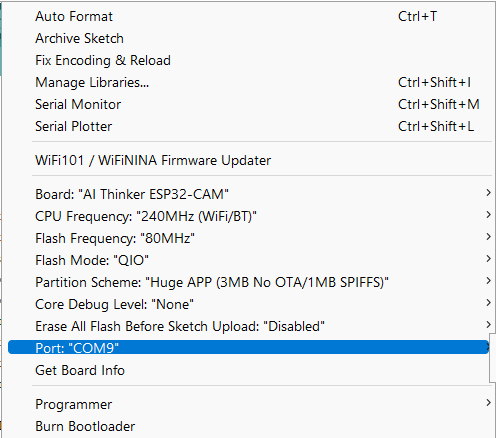 Auto Format Ctrl+T
Archive Sketch
Fix Encoding & Reload
Manage Libraries... Ctrl+Shift+I
Serial Monitor Ctrl+Shift+M
Serial Plotter Ctrl+Shift+L
WiFi101 / WiFiNINA Firmware Updater
Board: "AI Thinker ESP32-CAM"
CPU Frequency: "240MHz (WiFi/BT)"
Flash Frequency: "80MHz"
Flash Mode: "QIO"
Partition Scheme: "Huge APP (3MB No OTA/1MB SPIFFS)"
Core Debug Level: "None"
Erase All Flash Before Sketch Upload: "Disabled"
Port: "COM9"
Get Board Info
Programmer
Burn Bootloader